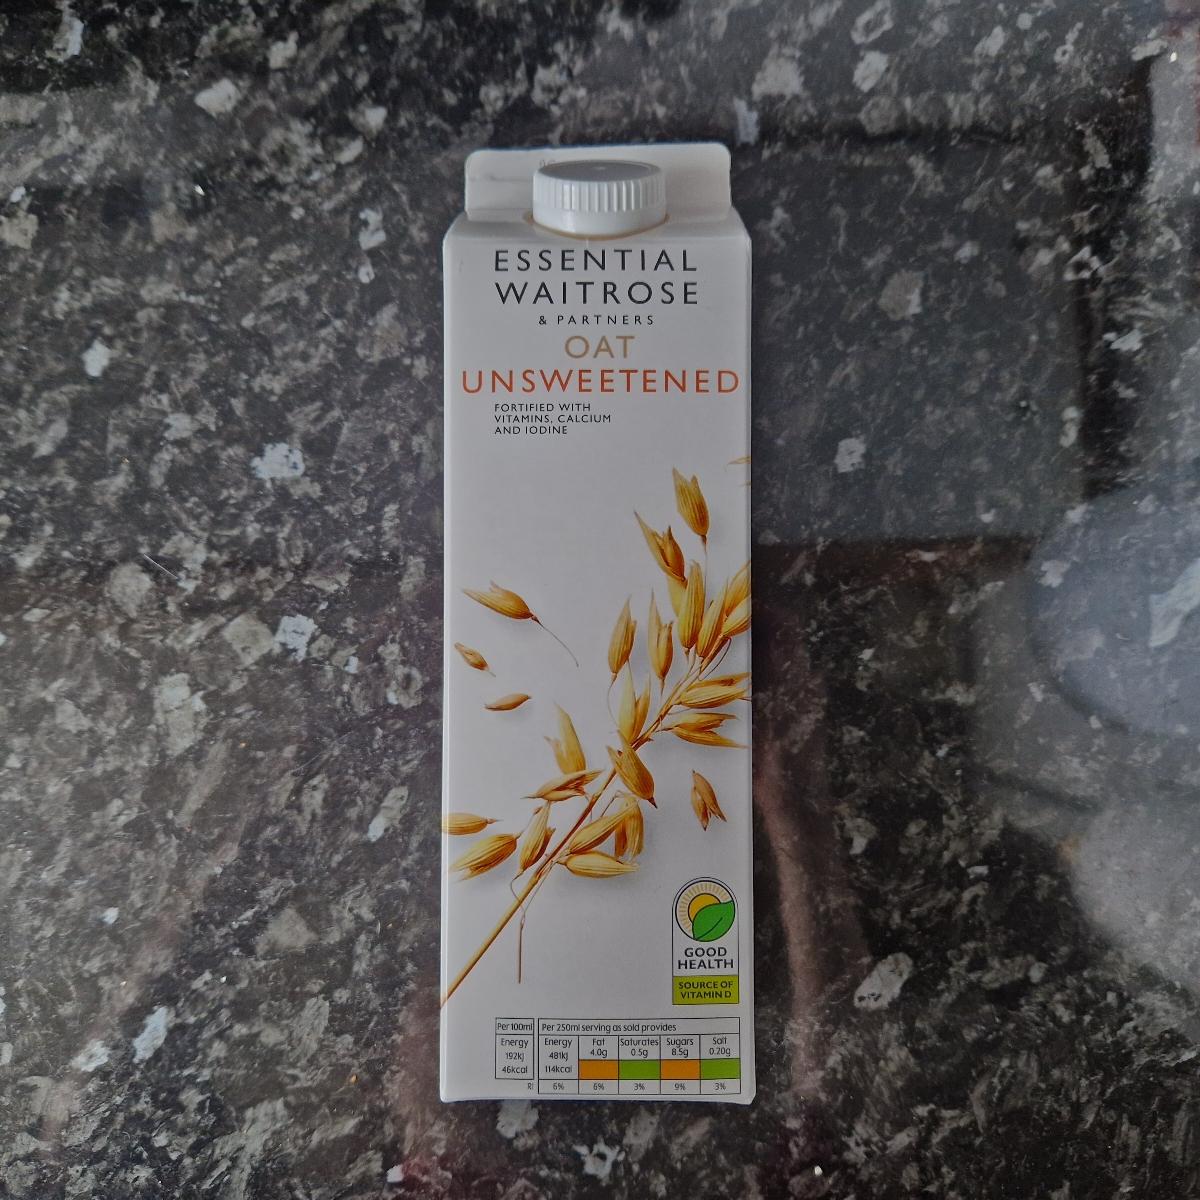 ESSENTIAL
WAITROSE
& PARTNERS
OAT
UNSWEETENED
FORTIFIED WITH
VITAMINS, CALCIUM
AND IODINE
GOOD
HEALTH
SOURCE OF
VITAMIN D
Per 100ml Per 250ml serving as sold provides
Energy Energy Fat Saturates Sugars Salt
192kJ 481kJ 4.0g 0.5g 8.5g 0.20g
46kcal 114kcal
RI 6% 6% 3% 9% 3%